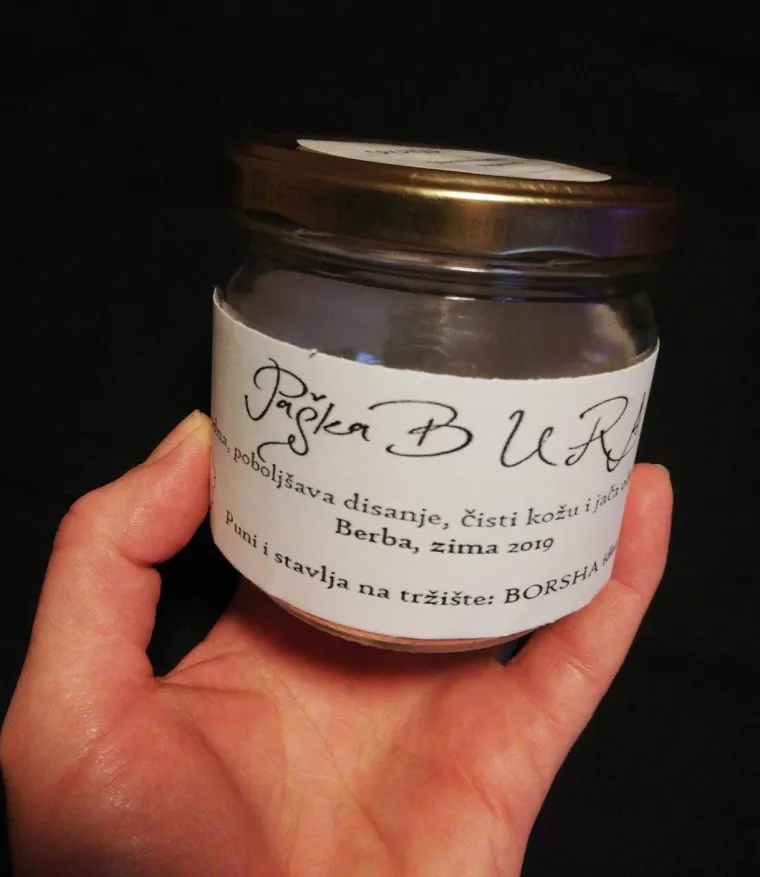 Paška BURA
poboljšava disanje, čisti kožu i jača
Berba, zima 2019
Puni i stavlja na tržište: BORSHA